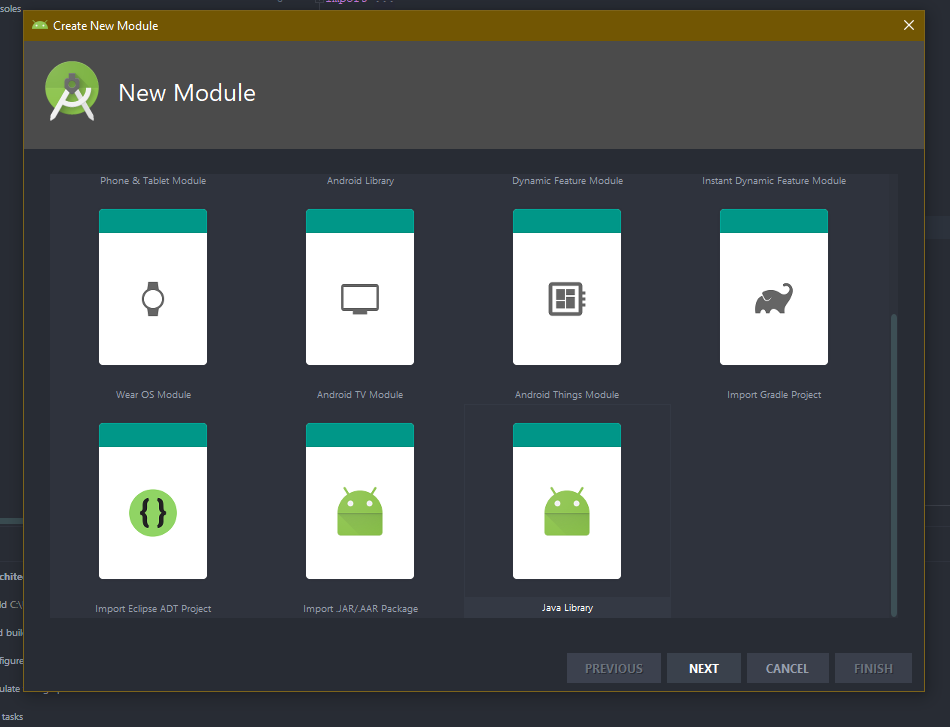 soles
import ...
Create New Module
New Module
Phone & Tablet Module
Android Library
Dynamic Feature Module
Instant Dynamic Feature Module
Wear OS Module
Android TV Module
Android Things Module
Import Gradle Project
{}
Import Eclipse ADT Project
Import .JAR/.AAR Package
Java Library
chite
ld C:\
d buil
figure
ulate
tasks
PREVIOUS
NEXT
CANCEL
FINISH